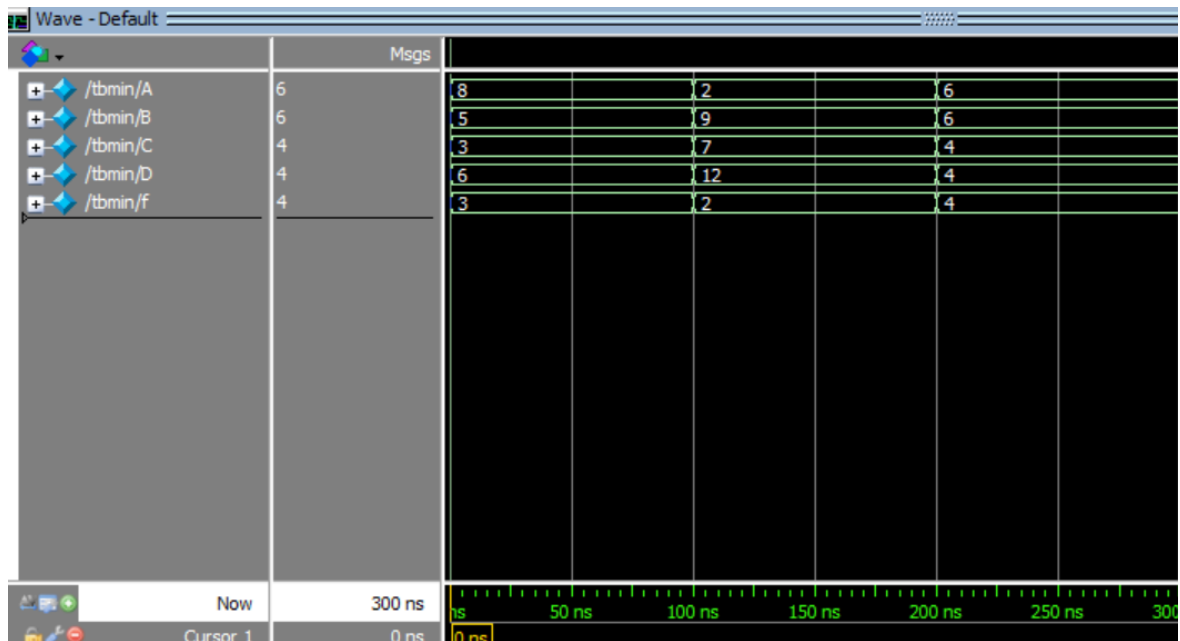 Wave - Default
Msgs
/tbmin/A 6 8 2 6
/tbmin/B 6 5 9 6
/tbmin/C 4 3 7 4
/tbmin/D 4 6 12 4
/tbmin/f 4 3 2 4
Now 300 ns ns 50 ns 100 ns 150 ns 200 ns 250 ns 300
Cursor 1 0 ns 0 ns